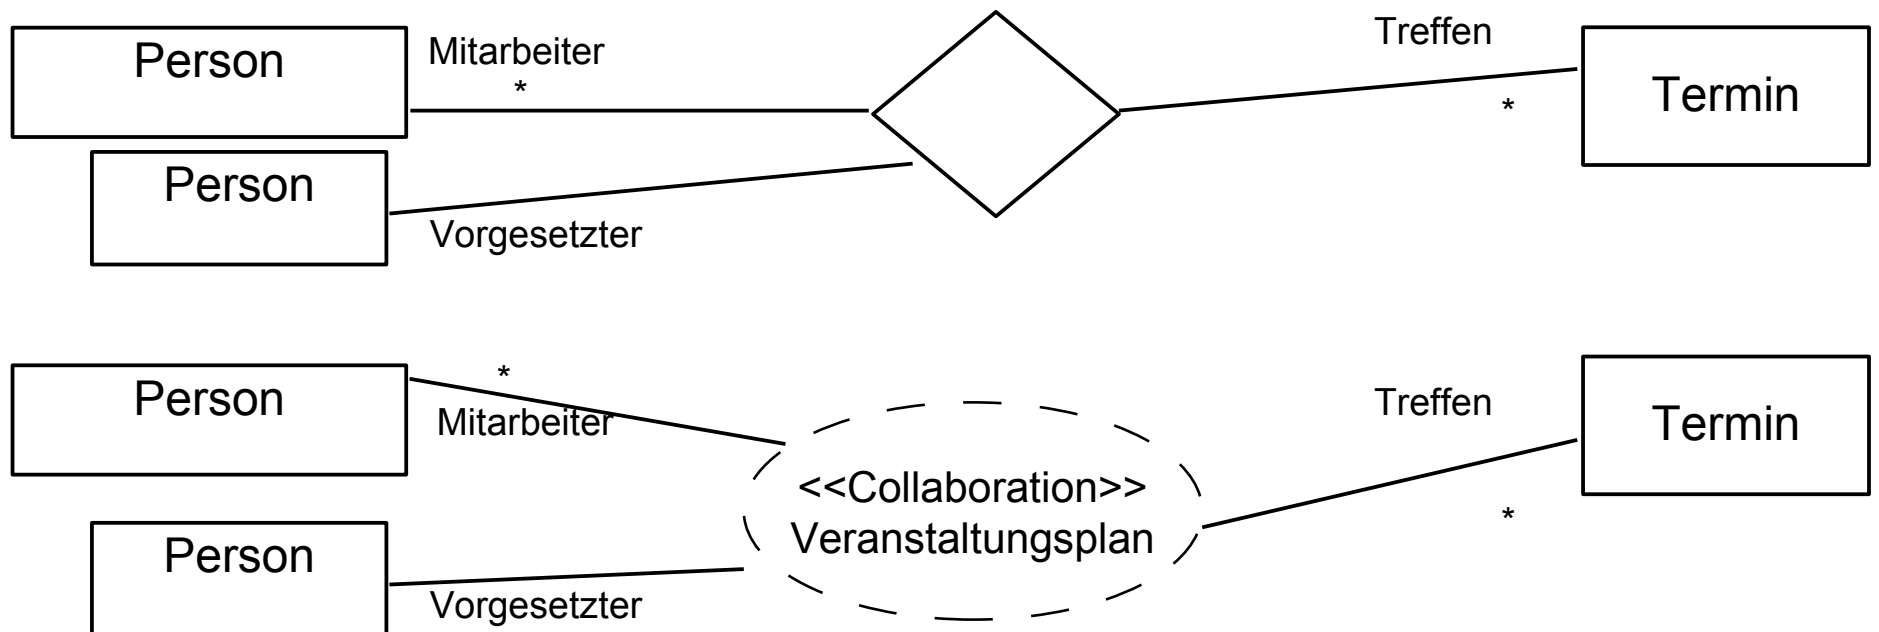 Person
Mitarbeiter
*
Treffen
*
Termin
Person
Vorgesetzter
Person
*
Mitarbeiter
Treffen
*
Termin
<<Collaboration>>
Veranstaltungsplan
Person
Vorgesetzter